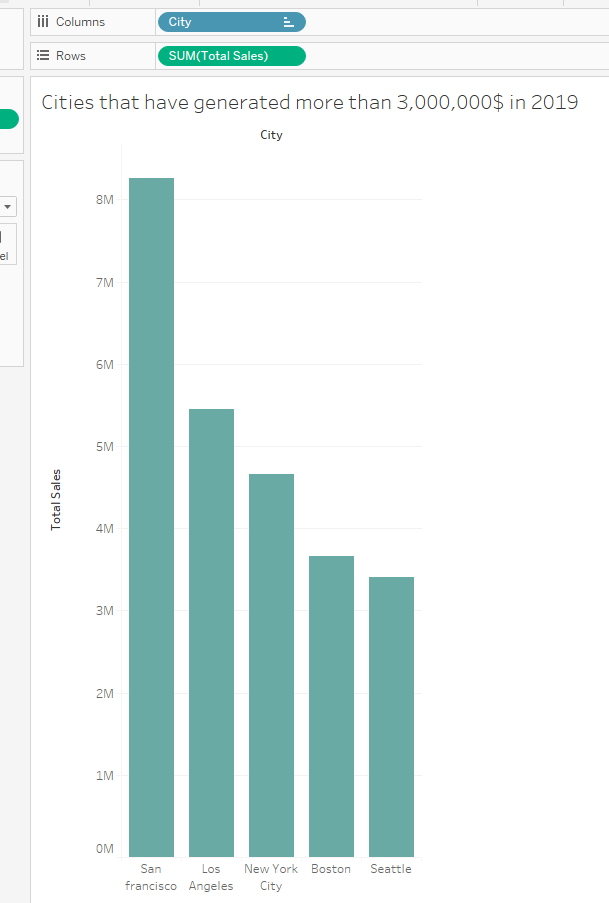 Columns
City
Rows
SUM(Total Sales)
Cities that have generated more than 3,000,000$ in 2019
City
8M
7M
6M
5M
4M
3M
2M
1M
0M
Total Sales
San
francisco
Los
Angeles
New York
City
Boston
Seattle
el